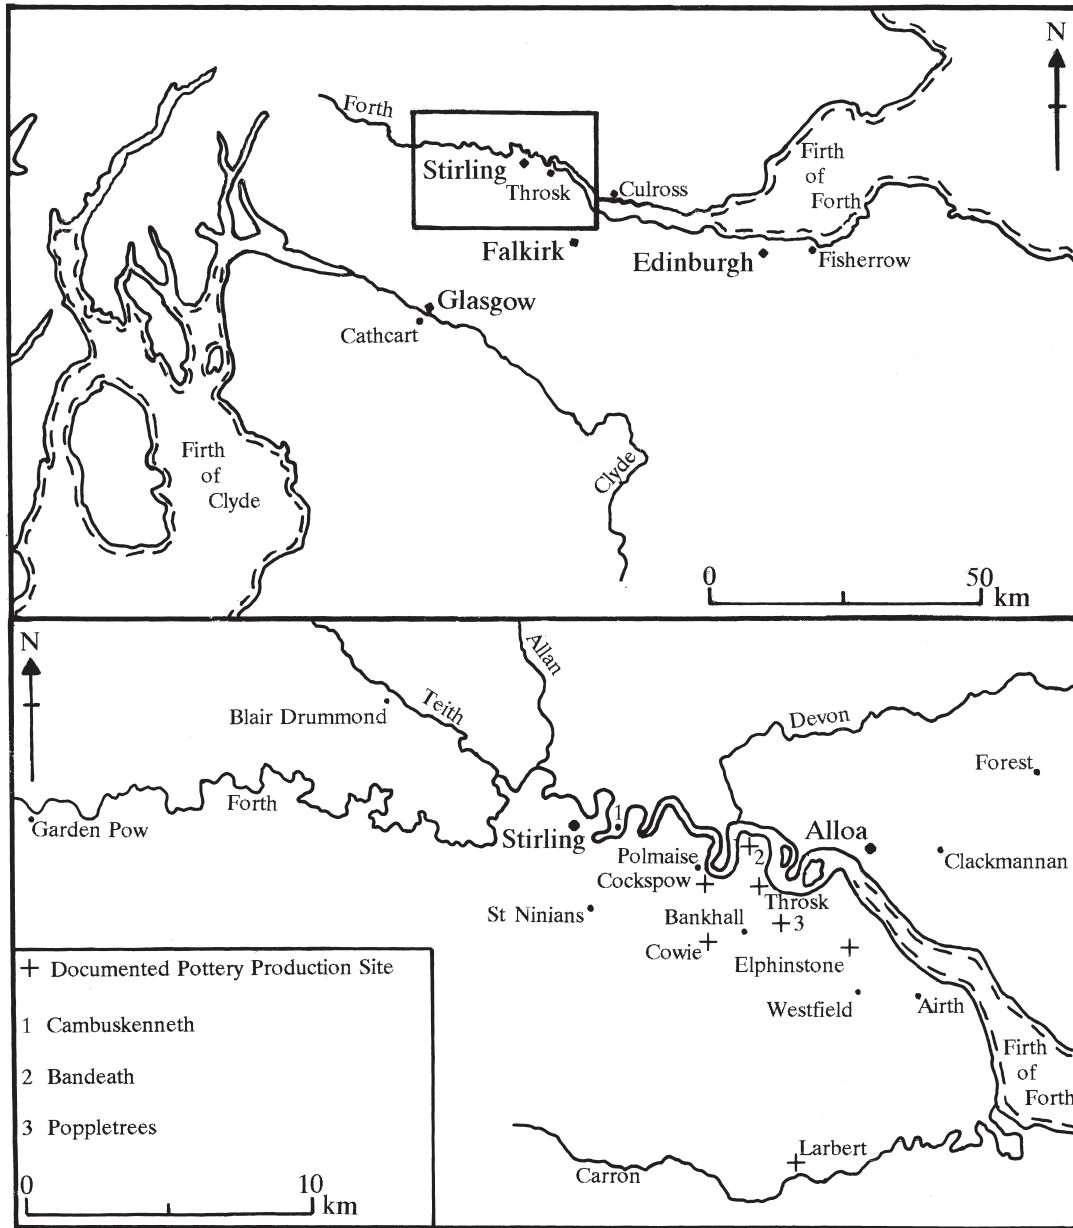 N
Forth
Stirling
Throsk
Culross
Firth
of
Forth
Falkirk
Edinburgh
Fisherrow
Glasgow
Cathcart
Firth
of
Clyde
Clyde
0 50
km
N
Allan
Teith
Blair Drummond
Devon
Forest
Forth
Garden Pow
1
Stirling
Alloa
Polmaise
2
Clackmannan
Cockspow
Throsk
St Ninians
Bankhall
3
Cowie
Elphinstone
Westfield
Airth
Documented Pottery Production Site
1 Cambuskenneth
2 Bandeath
3 Poppletrees
Firth
of
Forth
Larbert
Carron
0 10
km